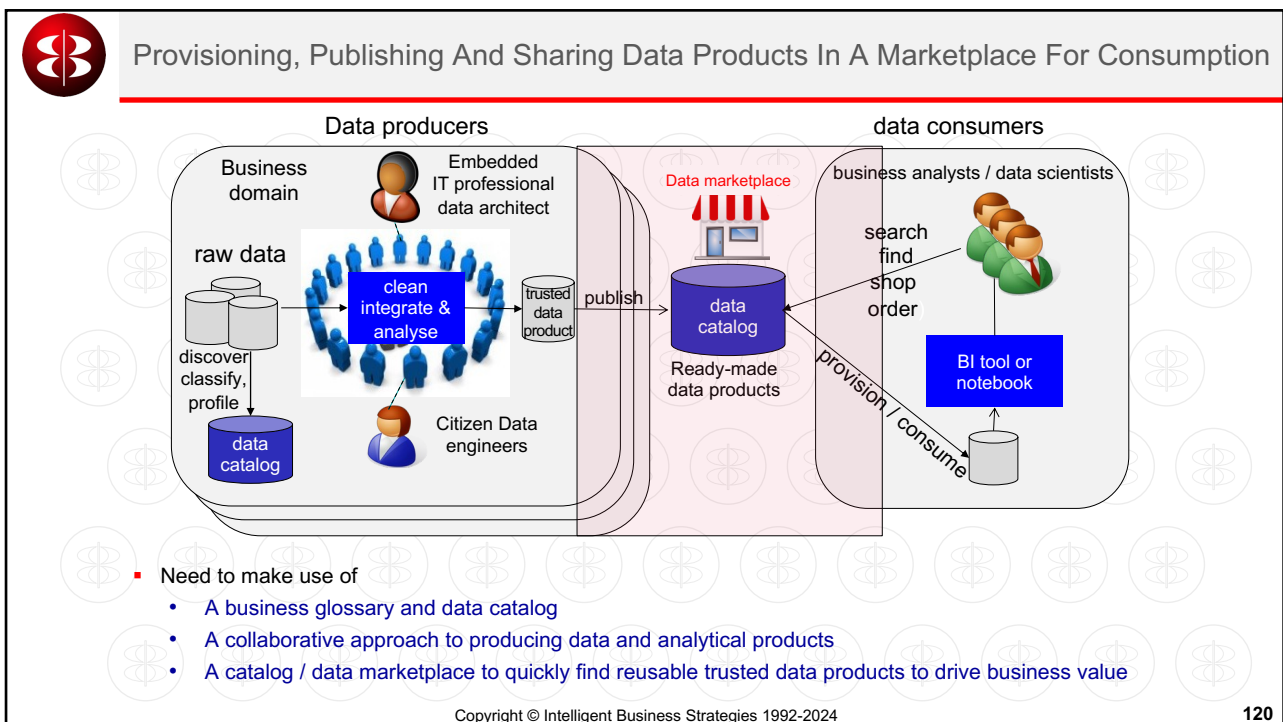 Provisioning, Publishing And Sharing Data Products In A Marketplace For Consumption
Data producers
Business
domain
Embedded
IT professional
data architect
raw data
clean
integrate &
analyse
trusted
data
product
discover
classify,
profile
data
catalog
Citizen Data
engineers
publish
Data marketplace
data
catalog
Ready-made
data products
data consumers
business analysts / data scientists
search
find
shop
order
provision / consume
BI tool or
notebook
▪ Need to make use of
• A business glossary and data catalog
• A collaborative approach to producing data and analytical products
• A catalog / data marketplace to quickly find reusable trusted data products to drive business value
Copyright © Intelligent Business Strategies 1992-2024
120